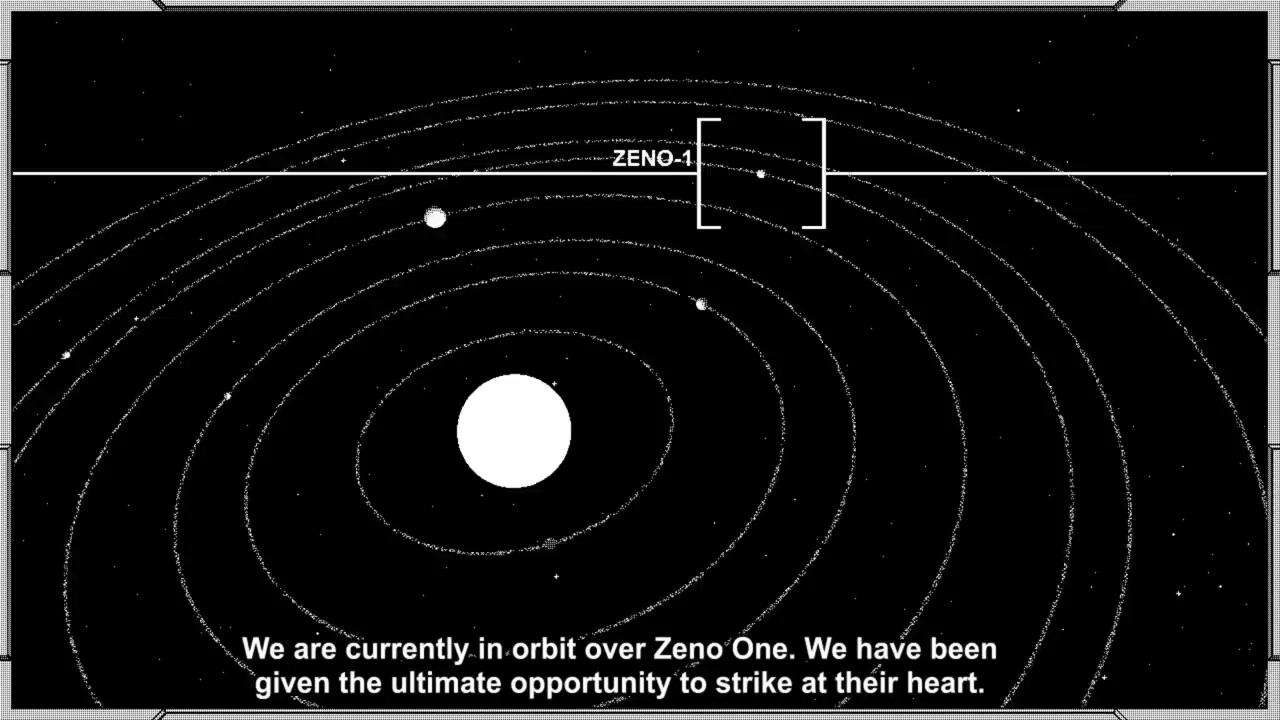 ZENO-1
We are currently in orbit over Zeno One. We have been
given the ultimate opportunity to strike at their heart.